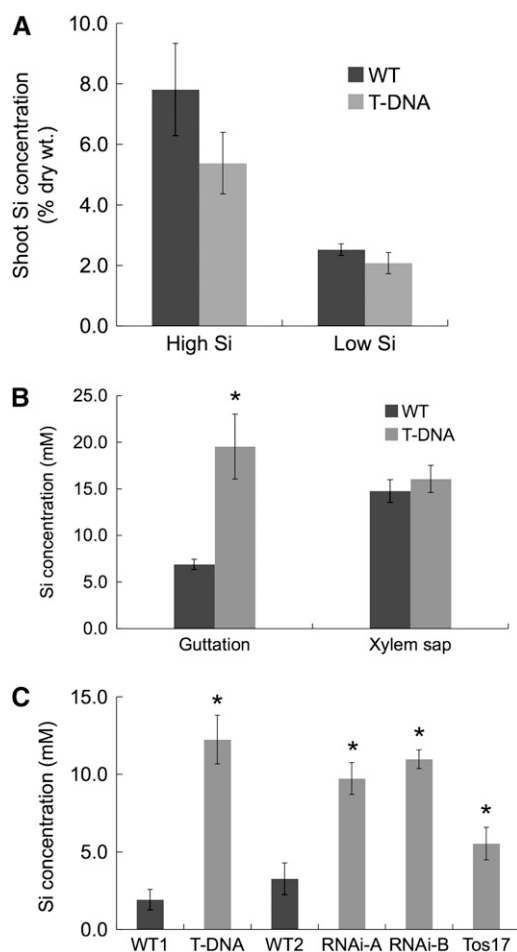 A
Shoot Si concentration
(% dry wt.)
10.0
8.0
6.0
4.0
2.0
0.0
WT
T-DNA
High Si
Low Si
B
Si concentration (mM)
25.0
20.0
15.0
10.0
5.0
0.0
*
WT
T-DNA
Guttation
Xylem sap
C
Si concentration (mM)
15.0
10.0
5.0
0.0
*
*
*
*
WT1
T-DNA
WT2
RNAi-A
RNAi-B
Tos17